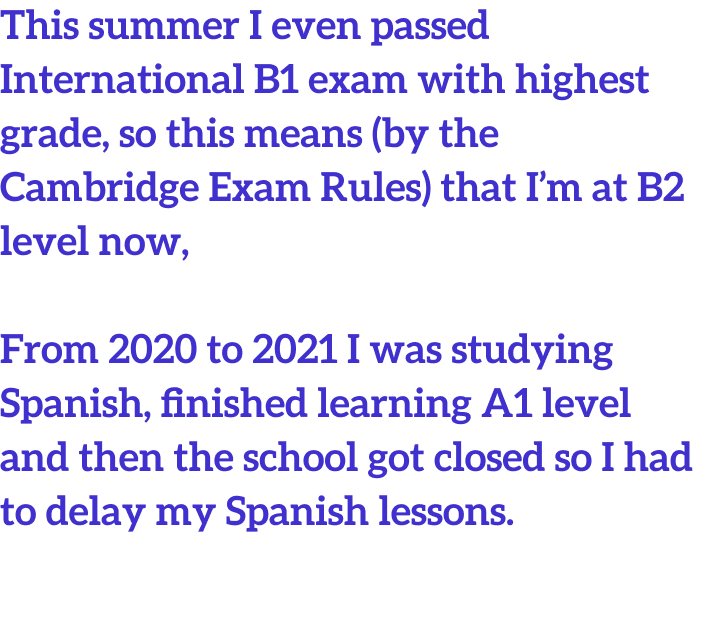 This summer I even passed
International B1 exam with highest
grade, so this means (by the
Cambridge Exam Rules) that I’m at B2
level now,
From 2020 to 2021 I was studying
Spanish, finished learning A1 level
and then the school got closed so I had
to delay my Spanish lessons.